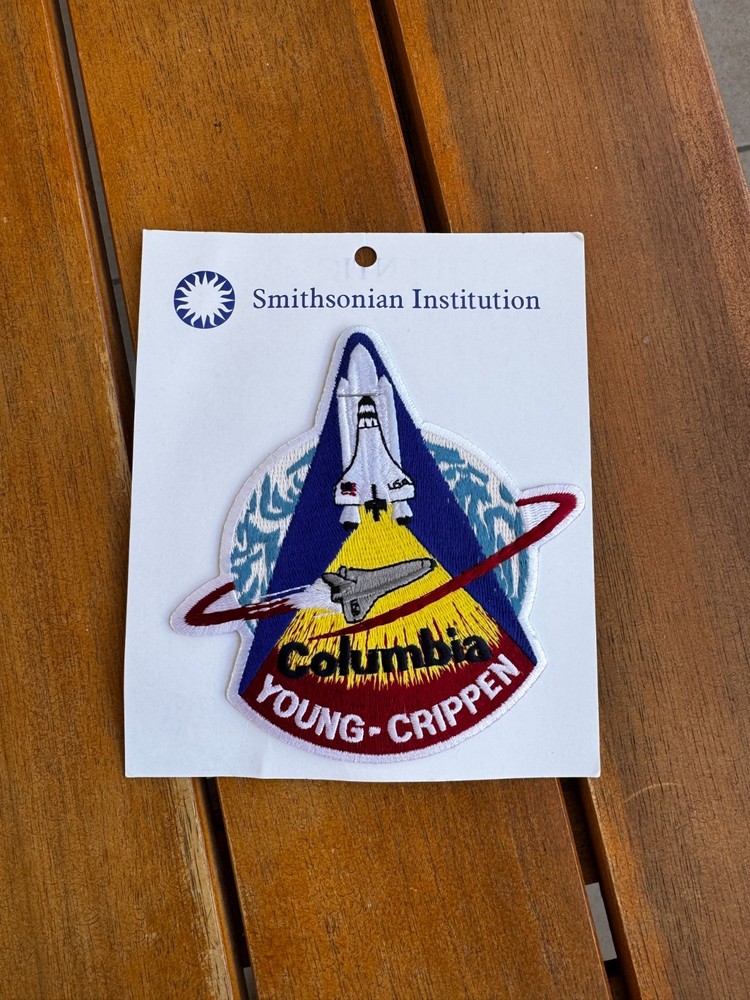 Smithsonian Institution
USA
Columbia
YOUNG-CRIPPEN